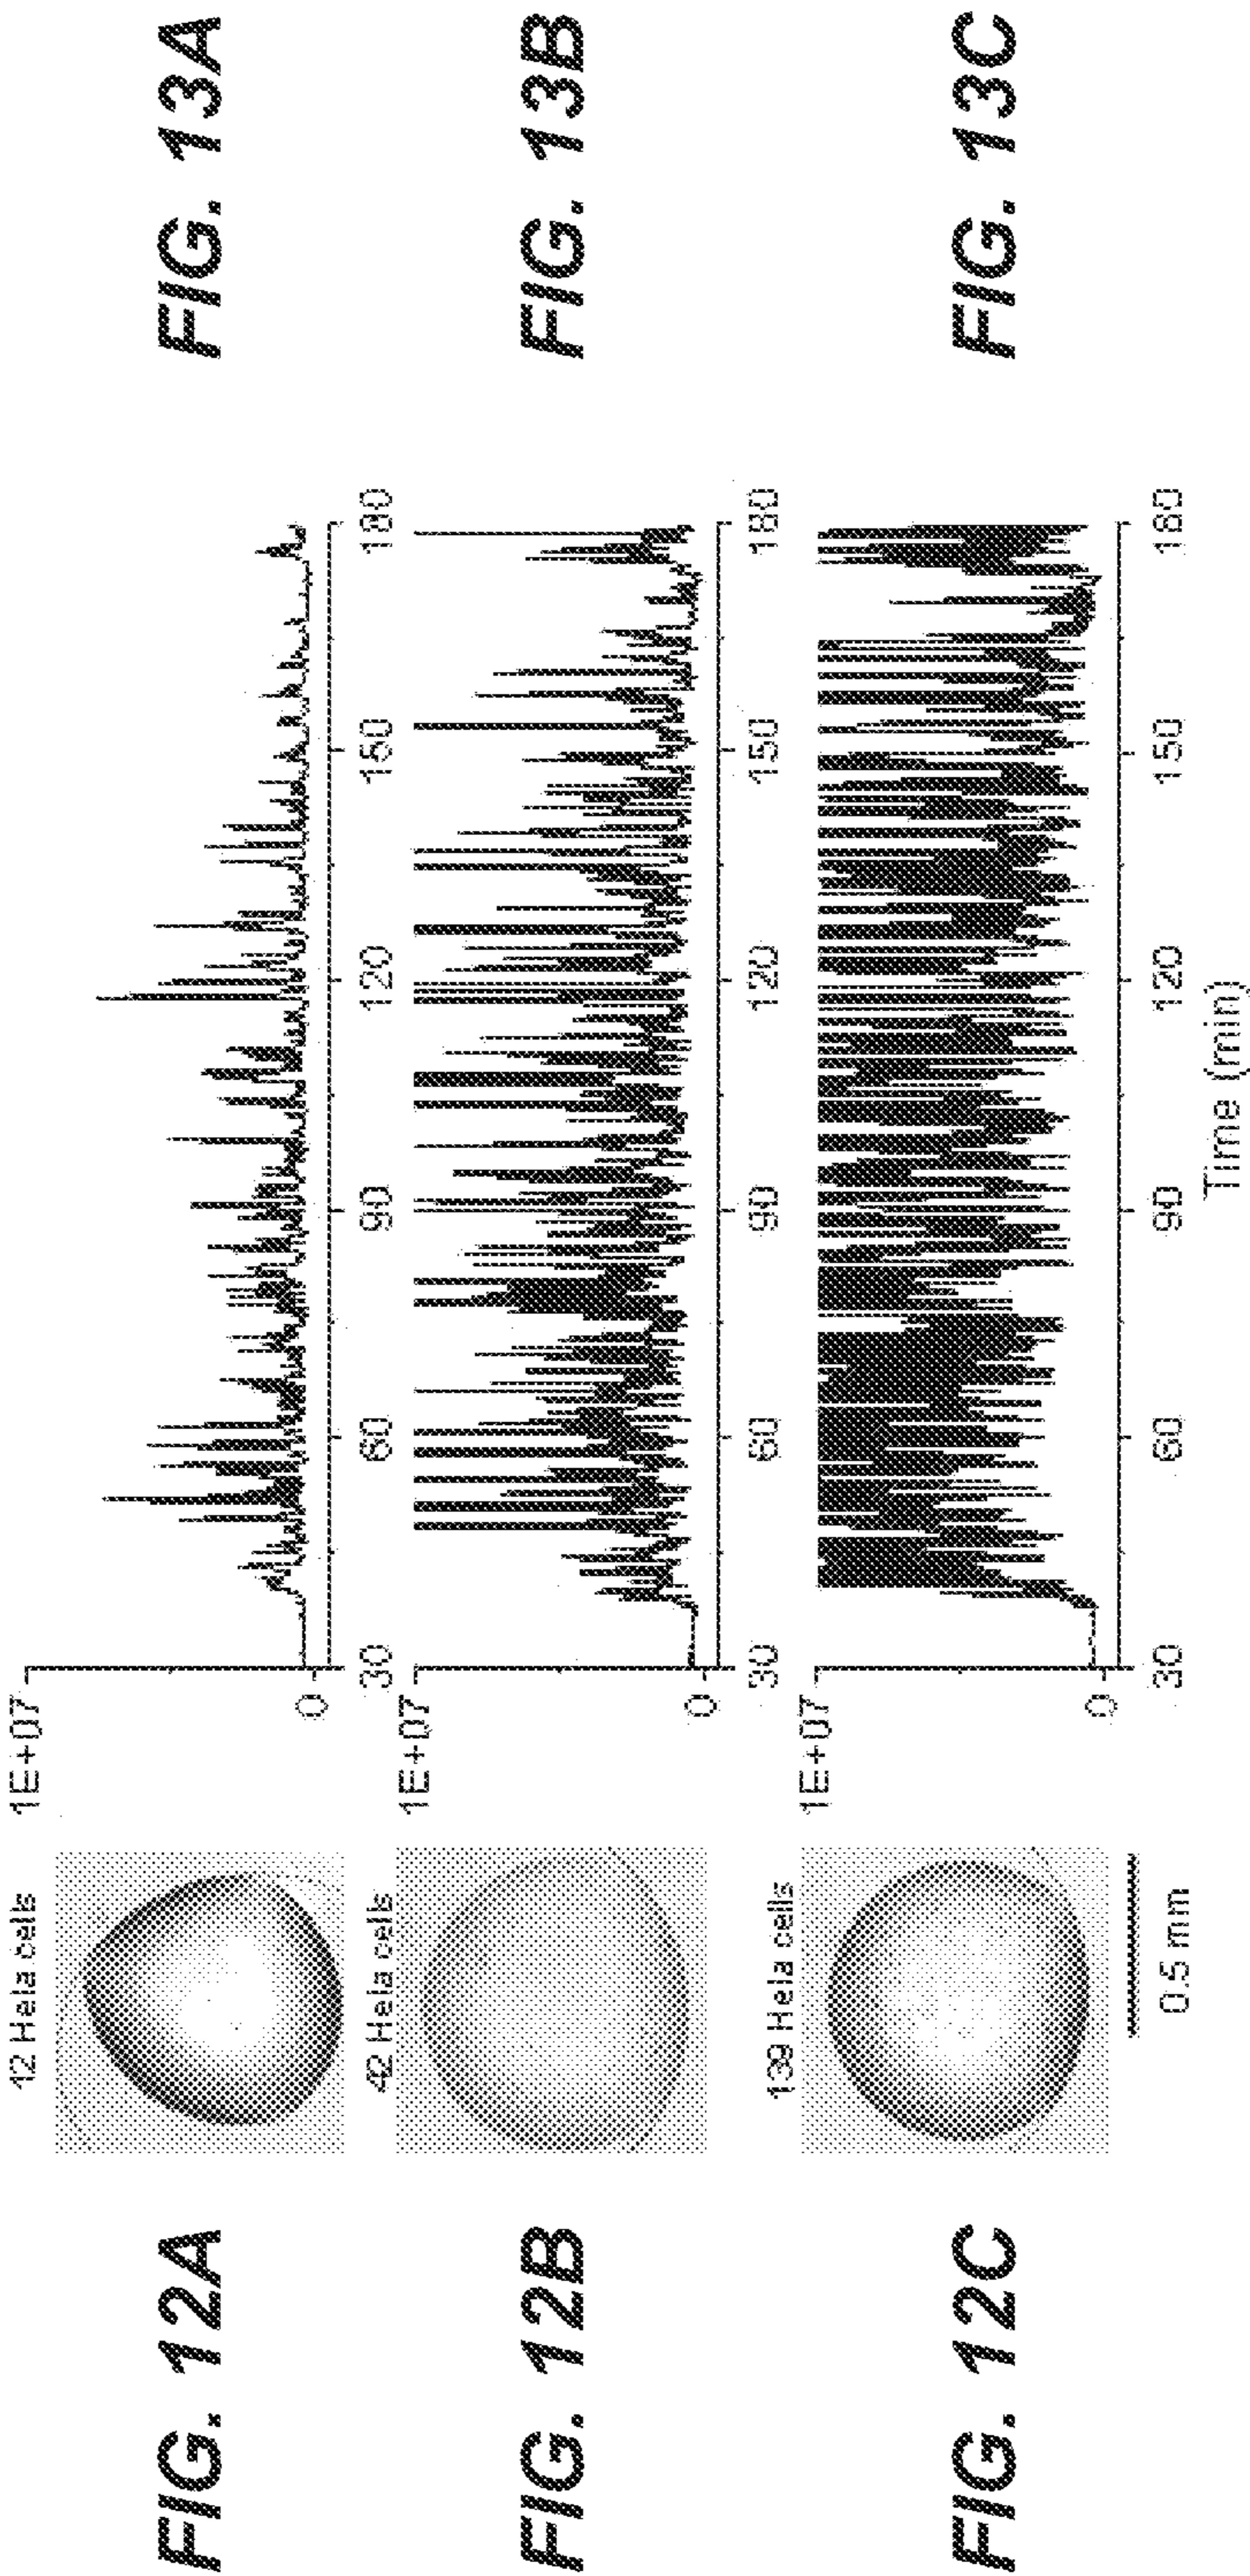 12 Hela cells
1E+07
FIG. 12A
FIG. 13A
0
30 60 90 120 150 180
42 Hela cells
1E+07
FIG. 12B
FIG. 13B
0
30 60 90 120 150 180
139 Hela cells
1E+07
FIG. 12C
FIG. 13C
0
30 60 90 120 150 180
0.5 mm
Time (min)